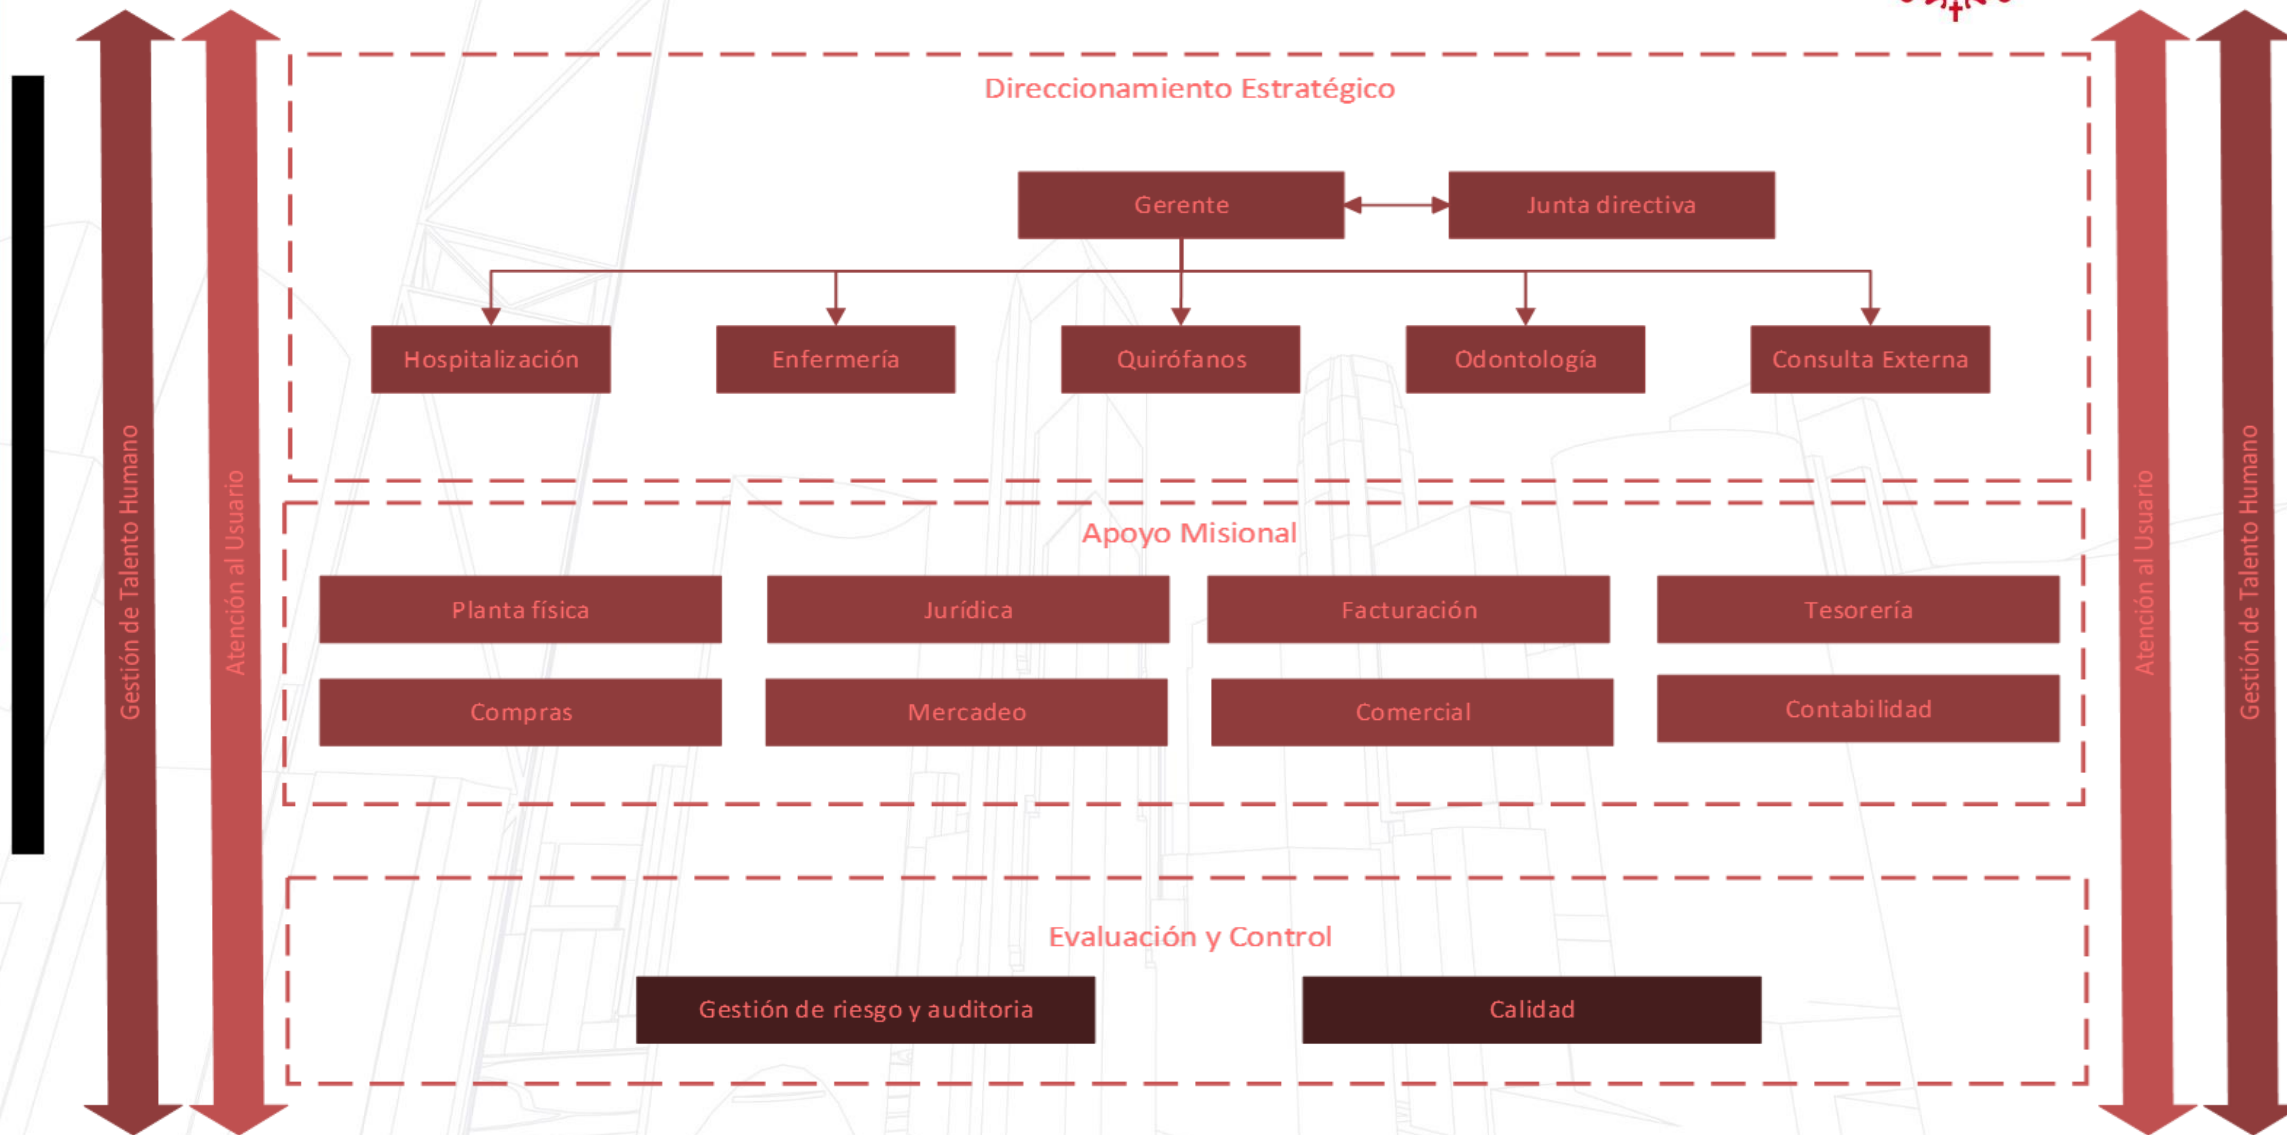 Direccionamiento Estratégico
Gerente
Junta directiva
Hospitalización
Enfermería
Quirófanos
Odontología
Consulta Externa
Gestión de Talento Humano
Atención al Usuario
Atención al Usuario
Gestión de Talento Humano
Apoyo Misional
Planta física
Jurídica
Facturación
Tesorería
Compras
Mercadeo
Comercial
Contabilidad
Evaluación y Control
Gestión de riesgo y auditoria
Calidad